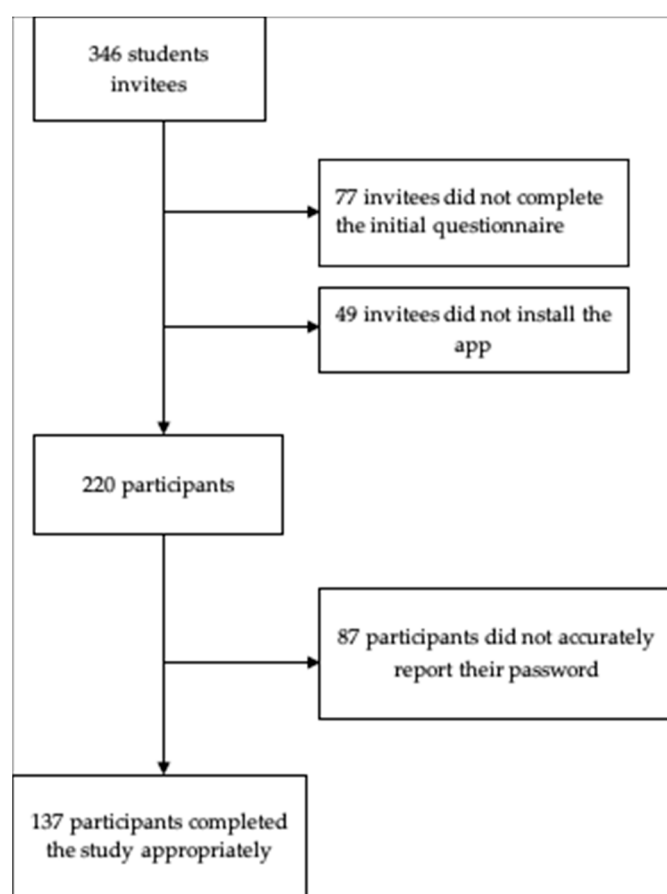 346 students
invitees
77 invitees did not complete
the initial questionnaire
49 invitees did not install the
app
220 participants
87 participants did not accurately
report their password
137 participants completed
the study appropriately